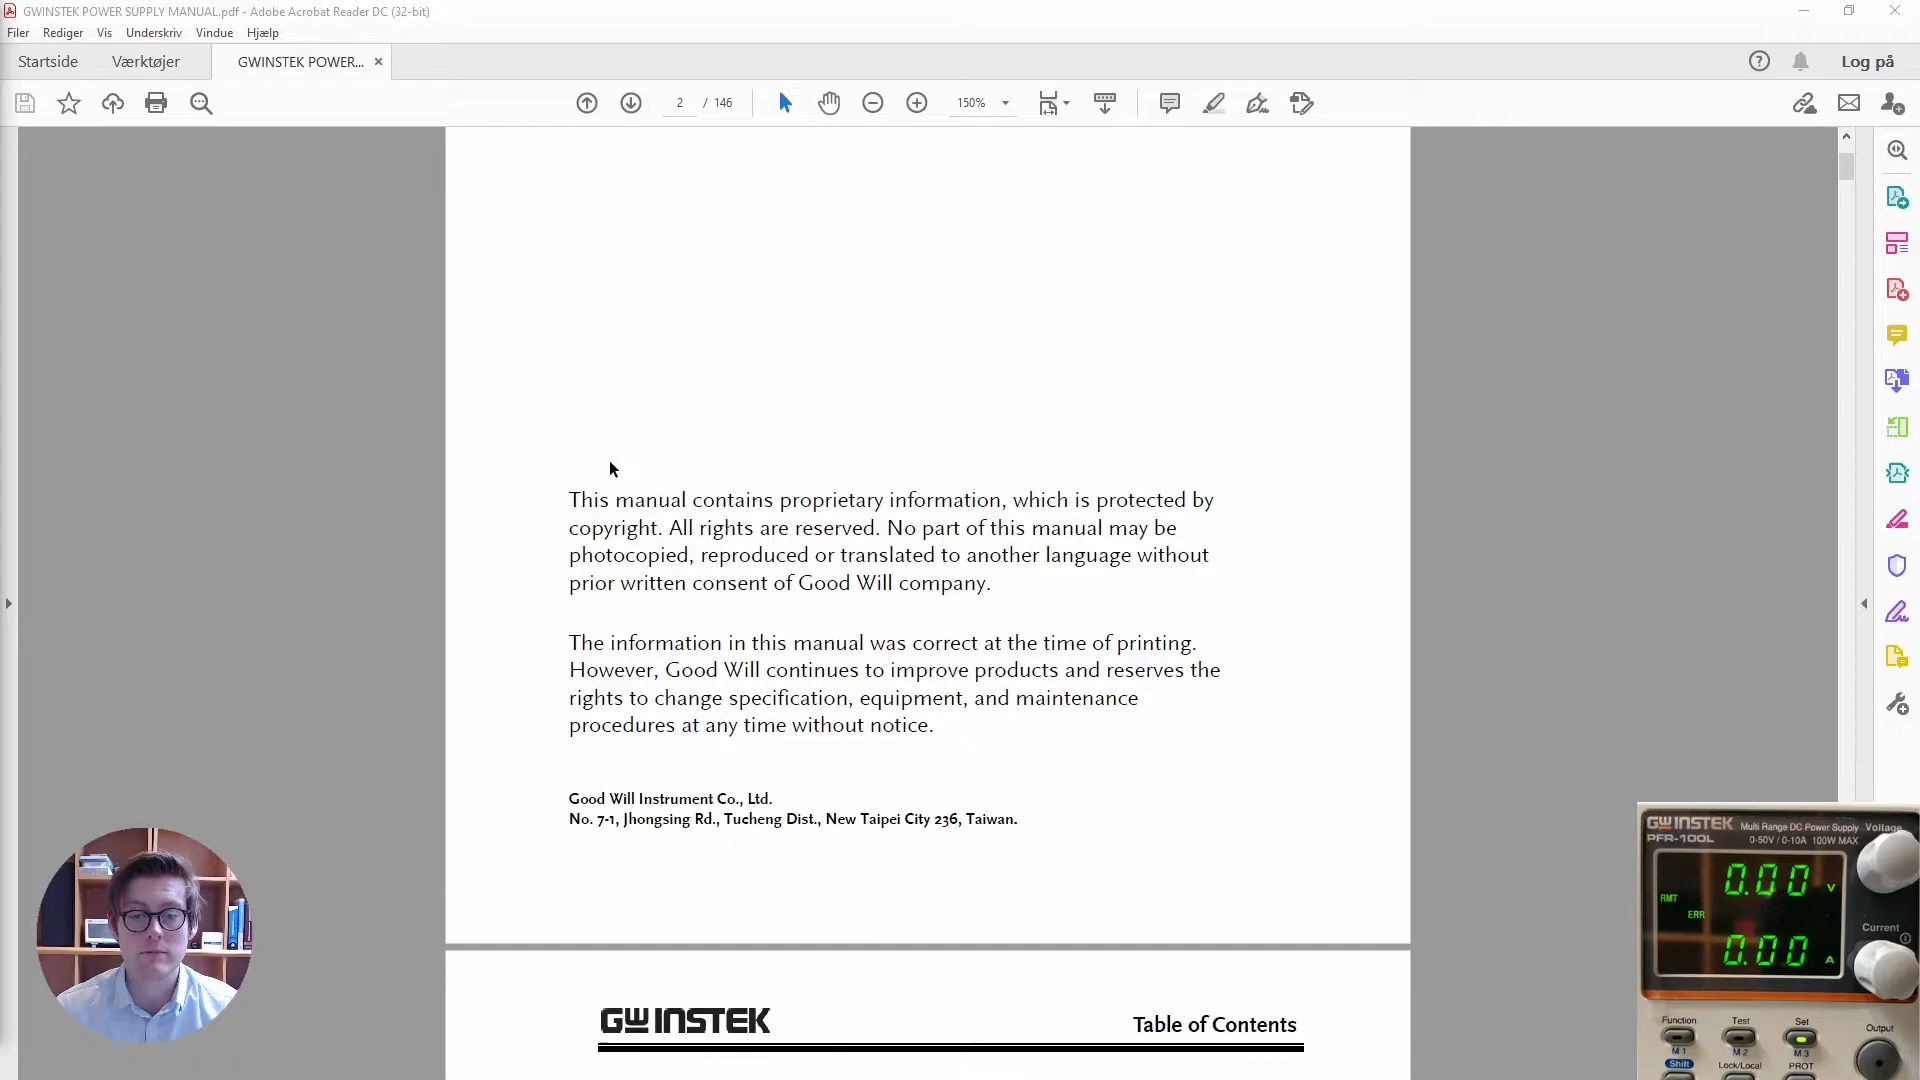 GWINSTEK POWER SUPPLY MANUAL.pdf - Adobe Acrobat Reader DC (32-bit)
Filer Rediger Vis Underskriv Vindue Hjælp
Startside Værktøjer GWINSTEK POWER... × Log på
2 / 146 150%
This manual contains proprietary information, which is protected by
copyright. All rights are reserved. No part of this manual may be
photocopied, reproduced or translated to another language without
prior written consent of Good Will company.
The information in this manual was correct at the time of printing.
However, Good Will continues to improve products and reserves the
rights to change specification, equipment, and maintenance
procedures at any time without notice.
Good Will Instrument Co., Ltd.
No. 7-1, Jhongsing Rd., Tucheng Dist., New Taipei City 236, Taiwan.
GW INSTEK Table of Contents
GW INSTEK Multi Range DC Power Supply Voltage
PFR-100L 0-50V / 0-10A 100W MAX
0.00 V
RMT
ERR
Current
0.00 A
Function Test Set Output
M 1 M 2 M 3
Shift Lock/Local PROT